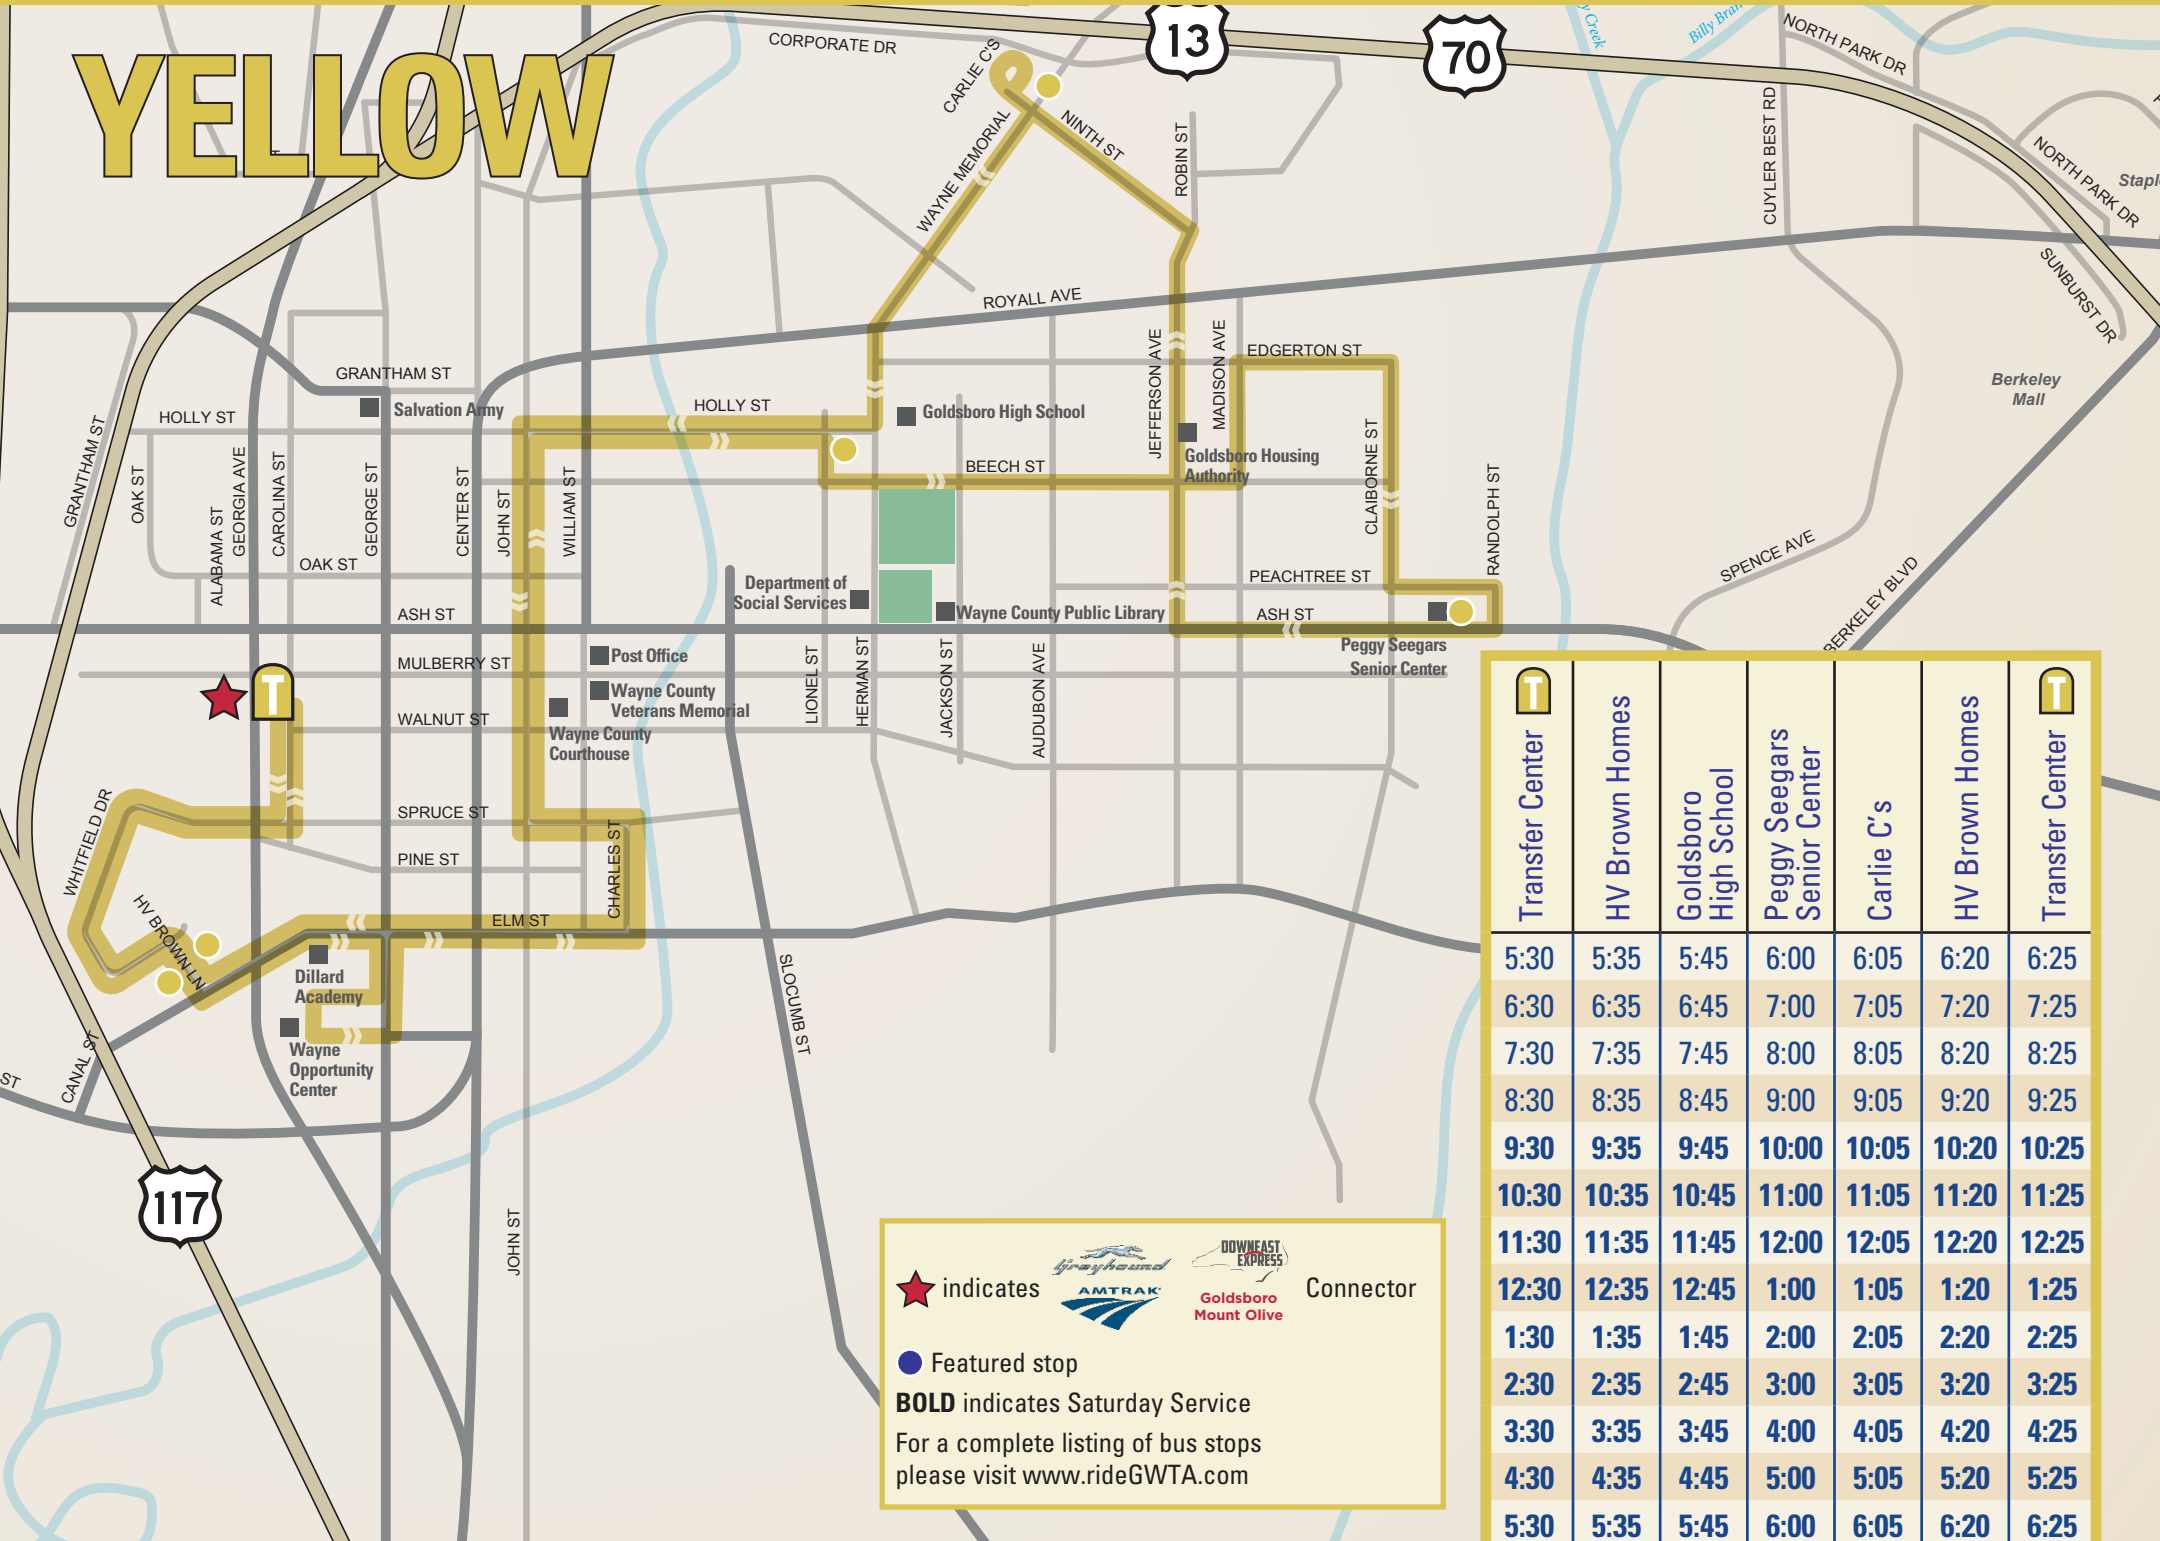 YELLOW
CORPORATE DR
CARLIE C'S
13
70
y Creek
Billy Bran
NORTH PARK DR
NORTH PARK DR
Stapl
CUYLER BEST RD
SUNBURST DR
Berkeley
Mall
NINTH ST
WAYNE MEMORIAL
ROBIN ST
ROYALL AVE
GRANTHAM ST
Salvation Army
HOLLY ST
HOLLY ST
Goldsboro High School
JEFFERSON AVE
MADISON AVE
EDGERTON ST
Goldsboro Housing
Authority
BEECH ST
CLAIBORNE ST
RANDOLPH ST
GRANTHAM ST
OAK ST
ALABAMA ST
GEORGIA AVE
CAROLINA ST
GEORGE ST
CENTER ST
JOHN ST
WILLIAM ST
OAK ST
ASH ST
Department of
Social Services
Wayne County Public Library
PEACHTREE ST
ASH ST
Peggy Seegars
Senior Center
SPENCE AVE
BERKELEY BLVD
MULBERRY ST
Post Office
Wayne County
Veterans Memorial
Wayne County
Courthouse
T
WALNUT ST
LIONEL ST
HERMAN ST
JACKSON ST
AUDUBON AVE
WHITFIELD DR
SPRUCE ST
PINE ST
CHARLES ST
HV BROWN LN
ELM ST
Dillard
Academy
Wayne
Opportunity
Center
SLOCUMB ST
CANAL ST
ST
117
JOHN ST
indicates
Greyhound
AMTRAK
DOWNEAST
EXPRESS
Goldsboro
Mount Olive
Connector
Featured stop
BOLD indicates Saturday Service
For a complete listing of bus stops
please visit www.rideGWTA.com
T T
Transfer Center
HV Brown Homes
Goldsboro
High School
Peggy Seegars
Senior Center
Carlie C's
HV Brown Homes
Transfer Center
5:30 5:35 5:45 6:00 6:05 6:20 6:25
6:30 6:35 6:45 7:00 7:05 7:20 7:25
7:30 7:35 7:45 8:00 8:05 8:20 8:25
8:30 8:35 8:45 9:00 9:05 9:20 9:25
9:30 9:35 9:45 10:00 10:05 10:20 10:25
10:30 10:35 10:45 11:00 11:05 11:20 11:25
11:30 11:35 11:45 12:00 12:05 12:20 12:25
12:30 12:35 12:45 1:00 1:05 1:20 1:25
1:30 1:35 1:45 2:00 2:05 2:20 2:25
2:30 2:35 2:45 3:00 3:05 3:20 3:25
3:30 3:35 3:45 4:00 4:05 4:20 4:25
4:30 4:35 4:45 5:00 5:05 5:20 5:25
5:30 5:35 5:45 6:00 6:05 6:20 6:25